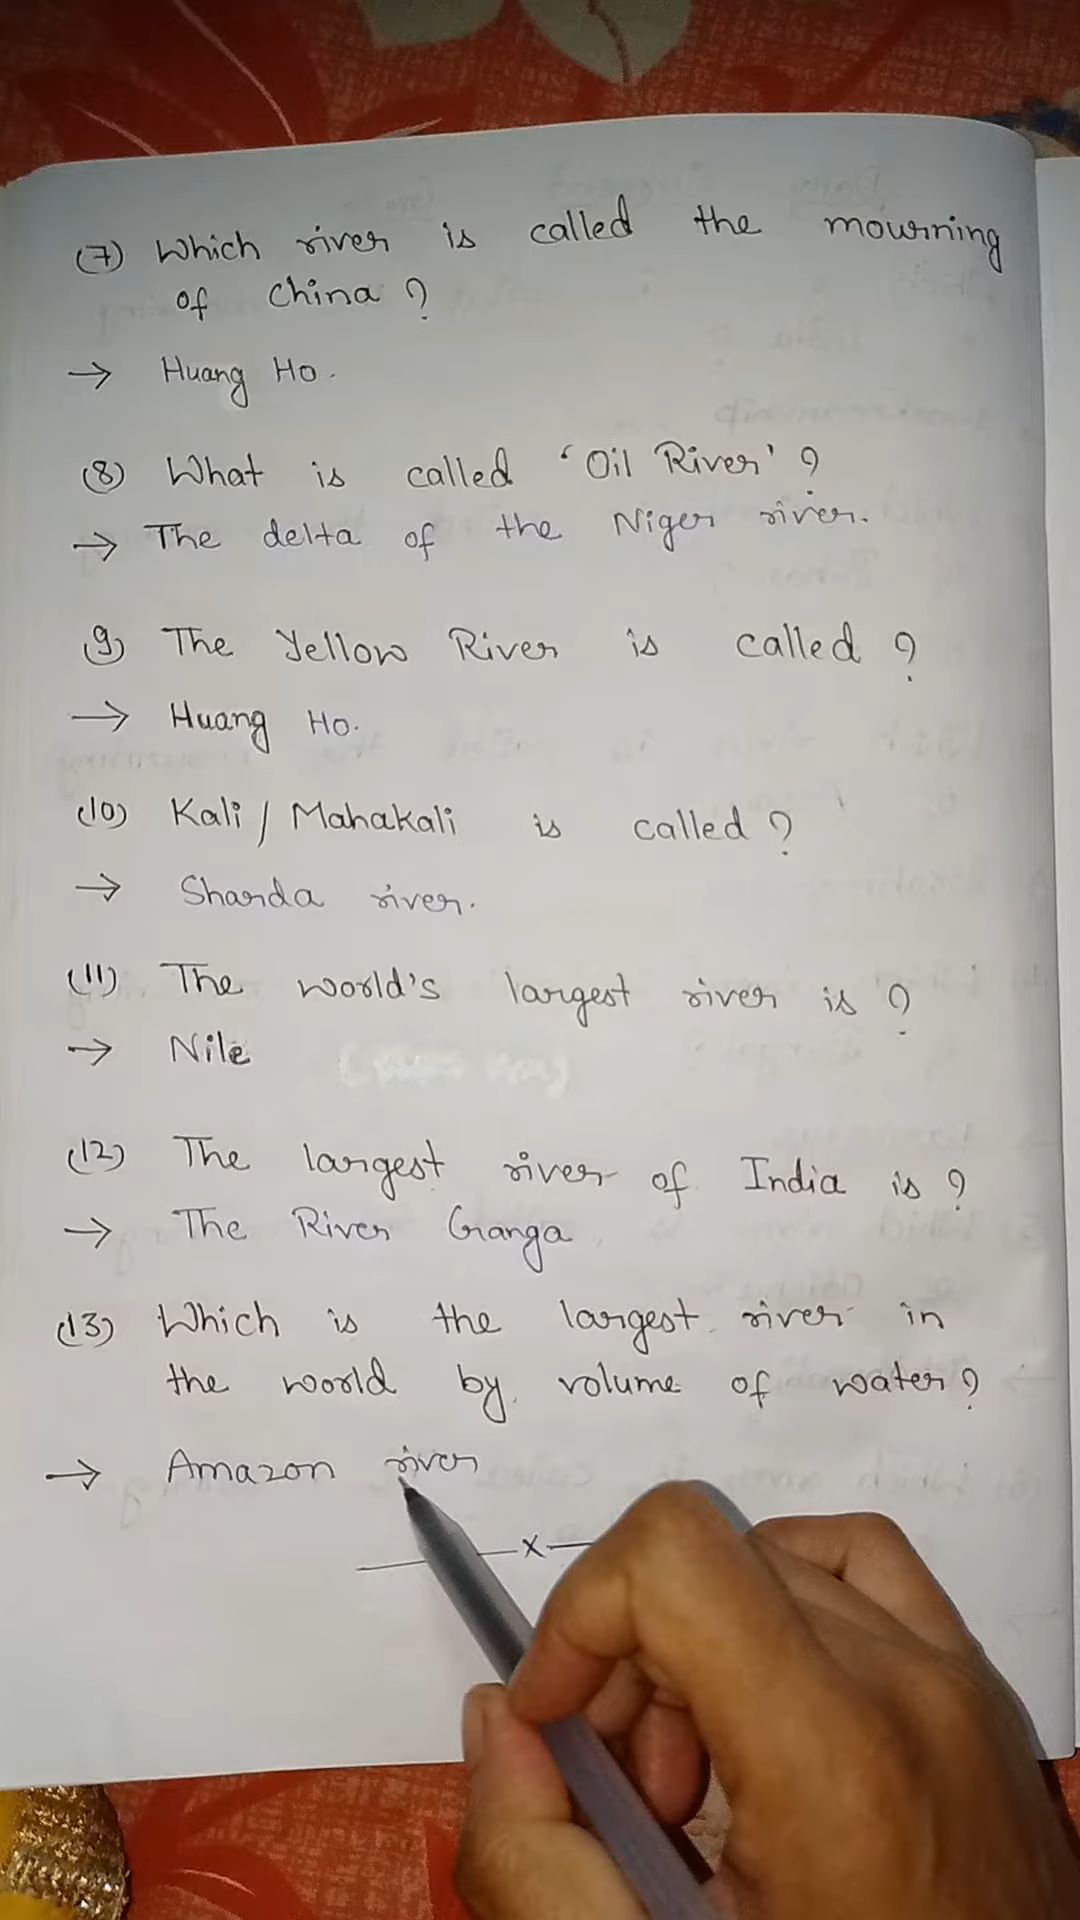 (7) Which river is called the mourning
of China ?
→ Huang Ho.
(8) What is called 'Oil River' ?
→ The delta of the Niger river.
(9) The Yellow River is called ?
→ Huang Ho.
(10) Kali / Mahakali is called ?
→ Sharda river.
(11) The world's largest river is ?
→ Nile
(12) The largest river of India is ?
→ The River Ganga
(13) Which is the largest river in
the world by volume of water ?
→ Amazon river
—x—